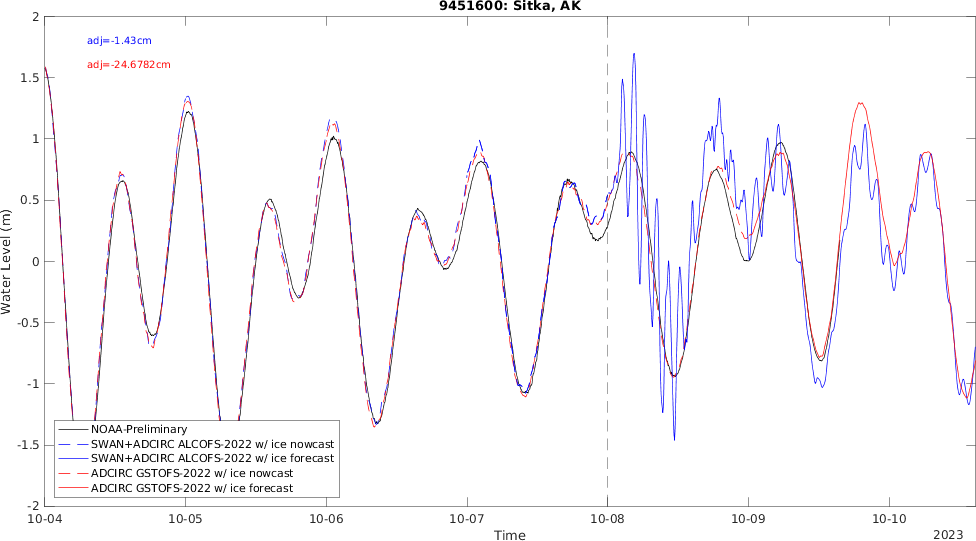 9451600: Sitka, AK
adj=-1.43cm
adj=-24.6782cm
Water Level (m)
2
1.5
1
0.5
0
-0.5
-1
-1.5
-2
NOAA-Preliminary
SWAN+ADCIRC ALCOFS-2022 w/ ice nowcast
SWAN+ADCIRC ALCOFS-2022 w/ ice forecast
ADCIRC GSTOFS-2022 w/ ice nowcast
ADCIRC GSTOFS-2022 w/ ice forecast
10-04 10-05 10-06 10-07 10-08 10-09 10-10
Time
2023